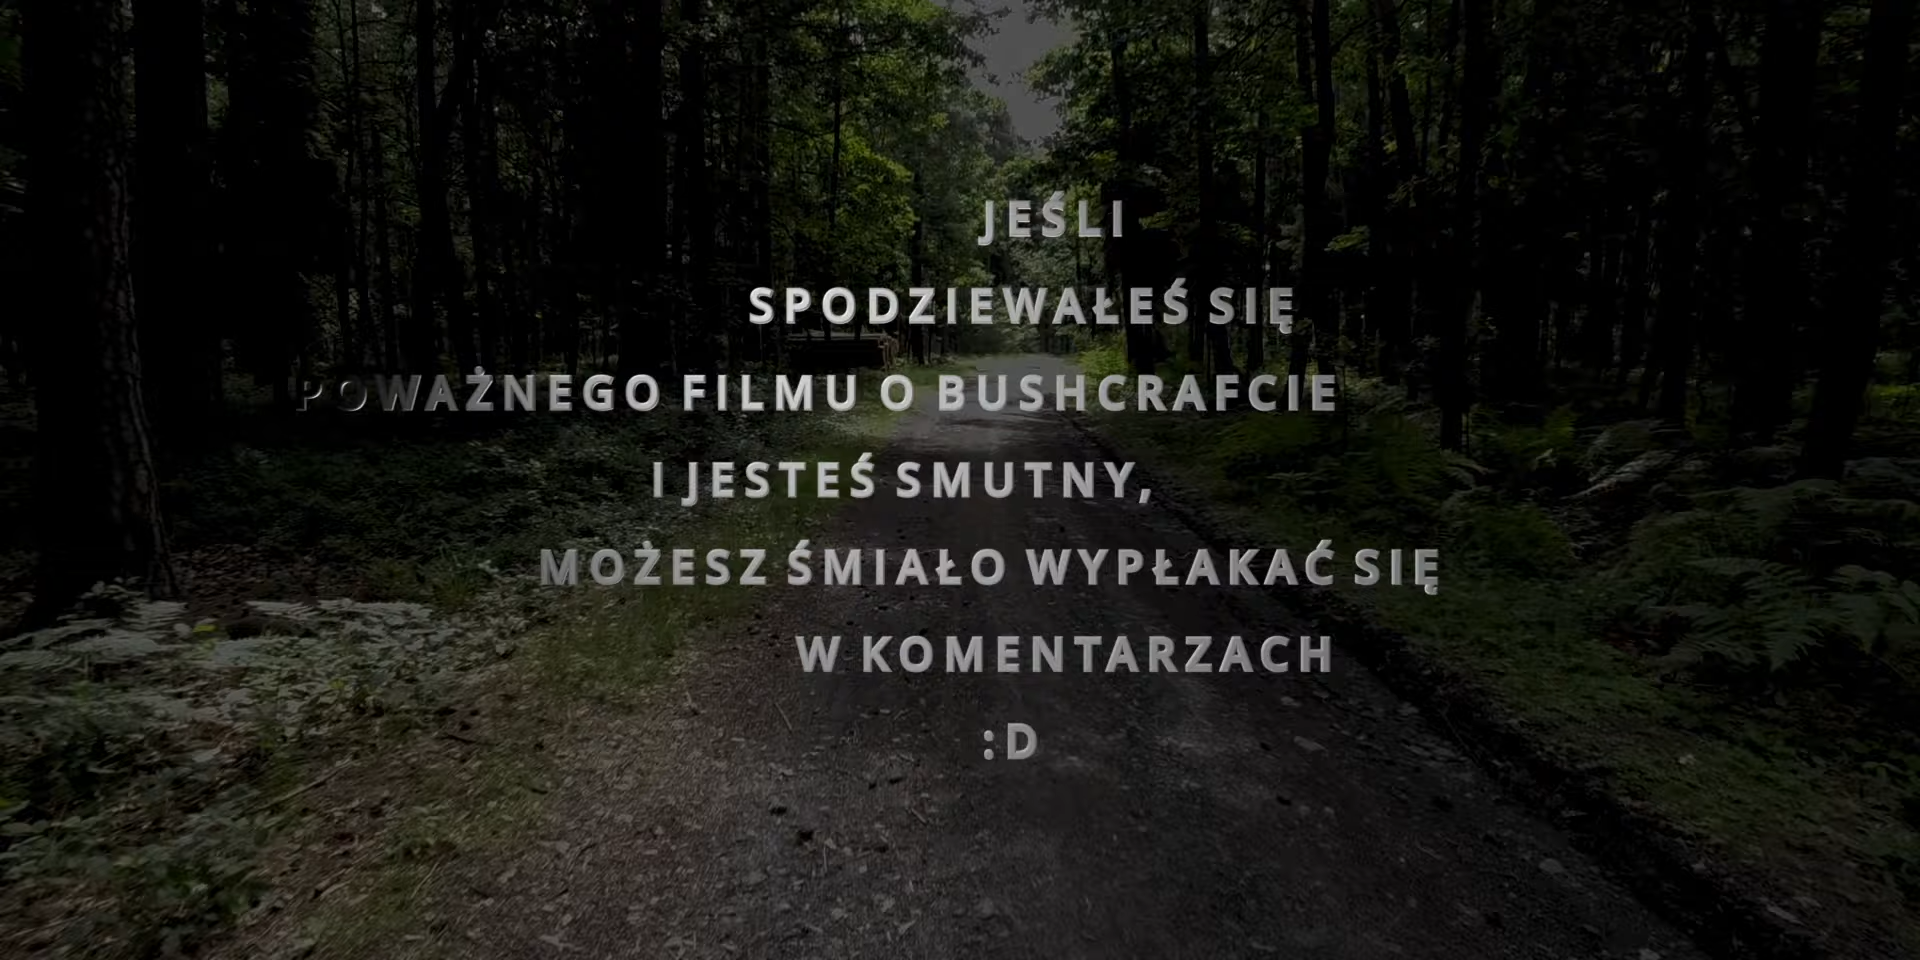 JEŚLI
SPODZIEWAŁEŚ SIĘ
POWAŻNEGO FILMU O BUSHCRAFCIE
I JESTEŚ SMUTNY,
MOŻESZ ŚMIAŁO WYPŁAKAĆ SIĘ
W KOMENTARZACH
:D